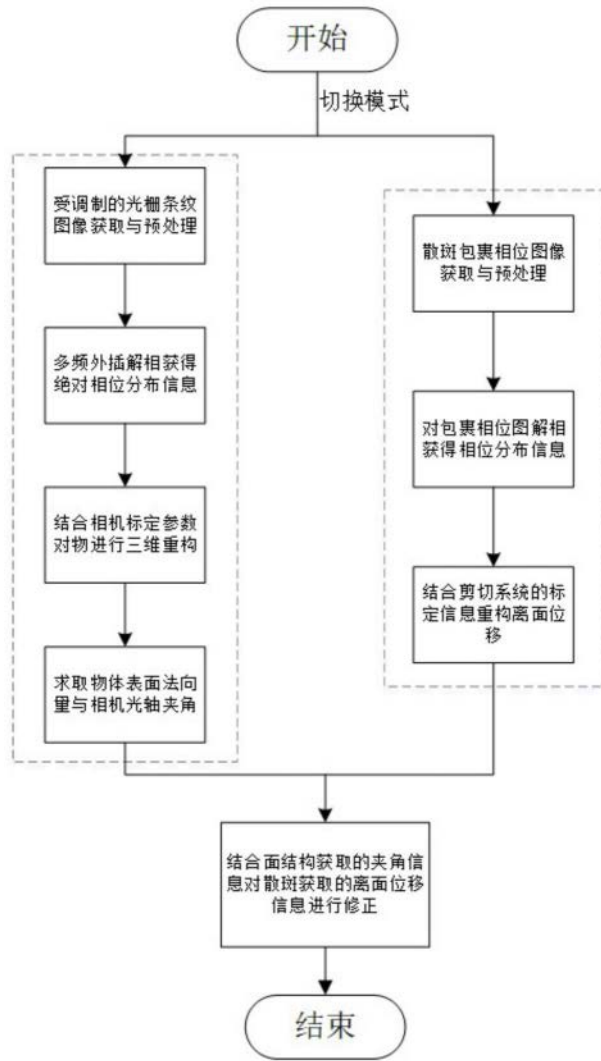 开始
切换模式
受调制的光栅条纹
图像获取与预处理
多频外插解相获得
绝对相位分布信息
结合相机标定参数
对物进行三维重构
求取物体表面法向
量与相机光轴夹角
散斑包裹相位图像
获取与预处理
对包裹相位图解相
获得相位分布信息
结合剪切系统的标
定信息重构离面位
移
结合面结构获取的夹角信
息对散斑获取的离面位移
信息进行修正
结束